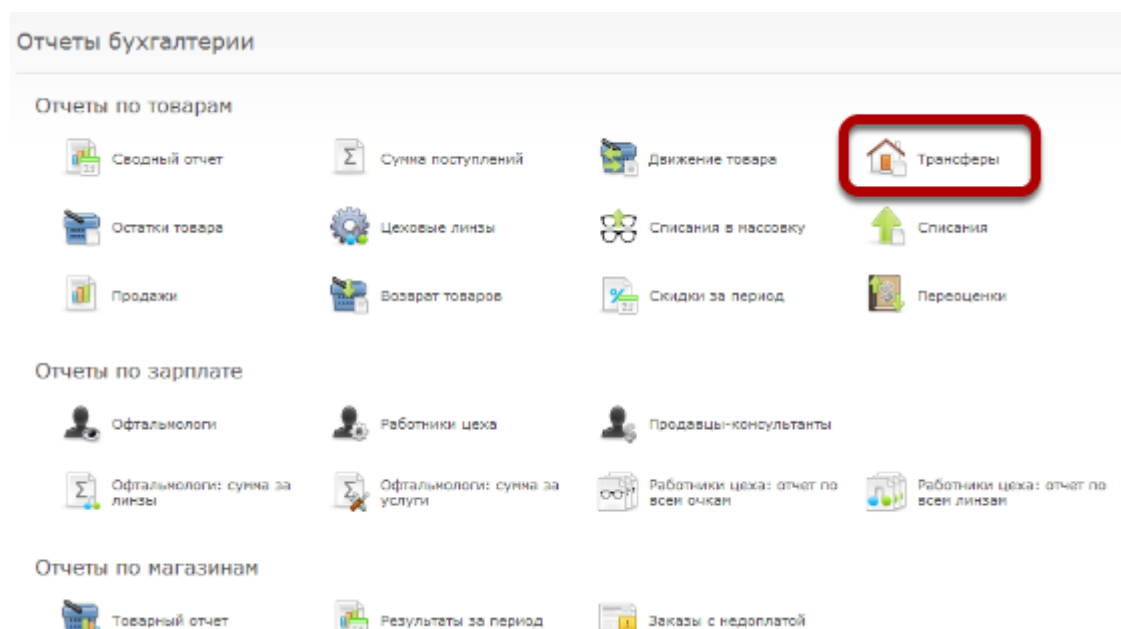 Отчеты бухгалтерии
Отчеты по товарам
Сводный отчет
Сумма поступлений
Движение товара
Трансферы
Остатки товара
Цеховые линзы
Списания в массовку
Списания
Продажи
Возврат товаров
Скидки за период
Переоценки
Отчеты по зарплате
Офтальмологи
Работники цеха
Продавцы-консультанты
Офтальмологи: сумма за
линзы
Офтальмологи: сумма за
услуги
Работники цеха: отчет по
всем очкам
Работники цеха: отчет по
всем линзам
Отчеты по магазинам
Товарный отчет
Результаты за период
Заказы с недоплатой